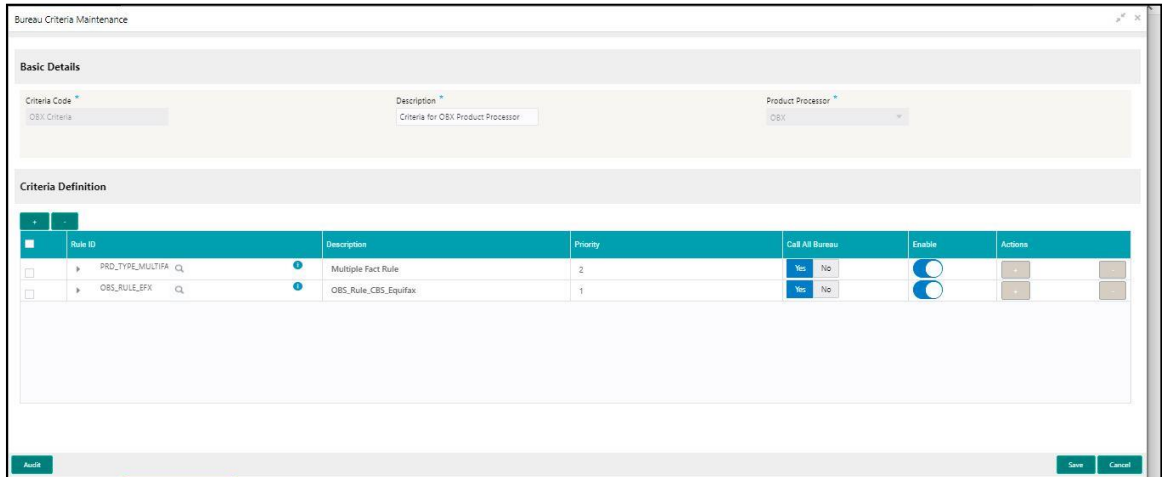 Bureau Criteria Maintenance
Basic Details
Criteria Code * Description * Product Processor *
OBX Criteria Criteria for OBX Product Processor OBX
Criteria Definition
+ -
Rule ID Description Priority Call All Bureau Enable Actions
PRD_TYPE_MULTIFA Multiple Fact Rule 2 Yes No + -
OBS_RULE_EFX OBS_Rule_CBS_Equifax 1 Yes No + -
Audit Save Cancel